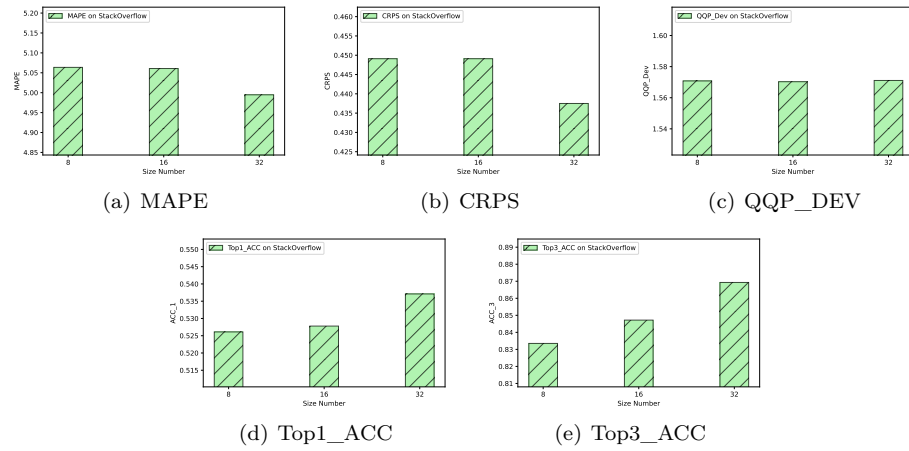 MAPE on StackOverflow
5.20
5.15
5.10
5.05
5.00
4.95
4.90
4.85
MAPE
8
16
32
Size Number
(a) MAPE
CRPS on StackOverflow
0.460
0.455
0.450
0.445
0.440
0.434
0.430
0.424
CRPS
8
16
32
Size Number
(b) CRPS
QQP_Dev on StackOverflow
1.60
1.58
1.56
1.54
QQP_Dev
8
16
32
Size Number
(c) QQP_DEV
Top1_ACC on StackOverflow
0.550
0.545
0.540
0.535
0.530
0.525
0.520
0.515
ACC_1
8
16
32
Size Number
(d) Top1_ACC
Top3_ACC on StackOverflow
0.89
0.88
0.87
0.86
0.85
0.84
0.83
0.82
0.81
ACC_3
8
16
32
Size Number
(e) Top3_ACC